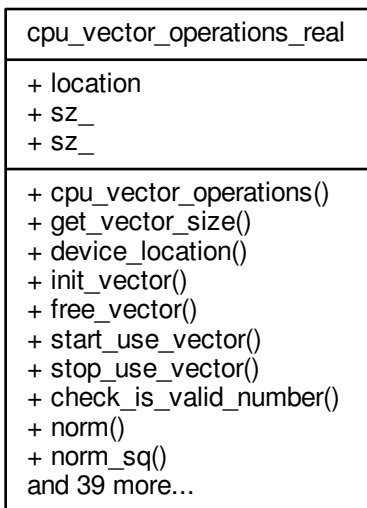 cpu_vector_operations_real
+ location
+ sz_
+ sz_
+ cpu_vector_operations()
+ get_vector_size()
+ device_location()
+ init_vector()
+ free_vector()
+ start_use_vector()
+ stop_use_vector()
+ check_is_valid_number()
+ norm()
+ norm_sq()
and 39 more...